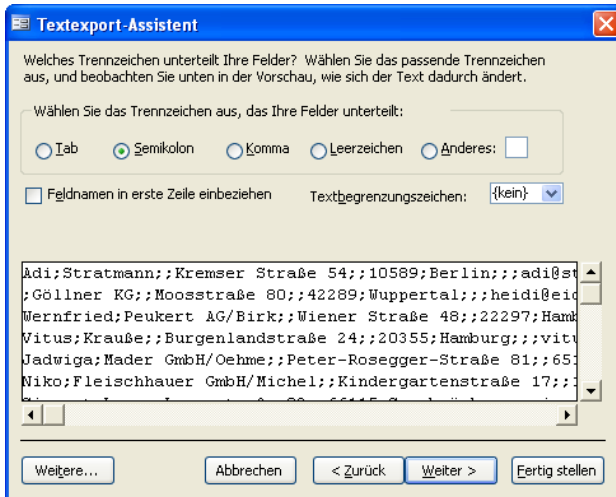 Textexport-Assistent
Welches Trennzeichen unterteilt Ihre Felder? Wählen Sie das passende Trennzeichen
aus, und beobachten Sie unten in der Vorschau, wie sich der Text dadurch ändert.
Wählen Sie das Trennzeichen aus, das Ihre Felder unterteilt:
Tab Semikolon Komma Leerzeichen Anderes:
Feldnamen in erste Zeile einbeziehen Textbegrenzungszeichen: {kein}
Adi;Stratmann;;Kremser Straße 54;;10589;Berlin;;;adi@st
;Göllner KG;;Moosstraße 80;;42289;Wuppertal;;;heidi@eic
Wernfried;Peukert AG/Birk;;Wiener Straße 48;;22297;Hamb
Vitus;Krauße;;Burgenlandstraße 24;;20355;Hamburg;;;vitu
Jadwiga;Mader GmbH/Oehme;;Peter-Rosegger-Straße 81;;651
Niko;Fleischhauer GmbH/Michel;;Kindergartenstraße 17;;
Weitere... Abbrechen < Zurück Weiter > Fertig stellen